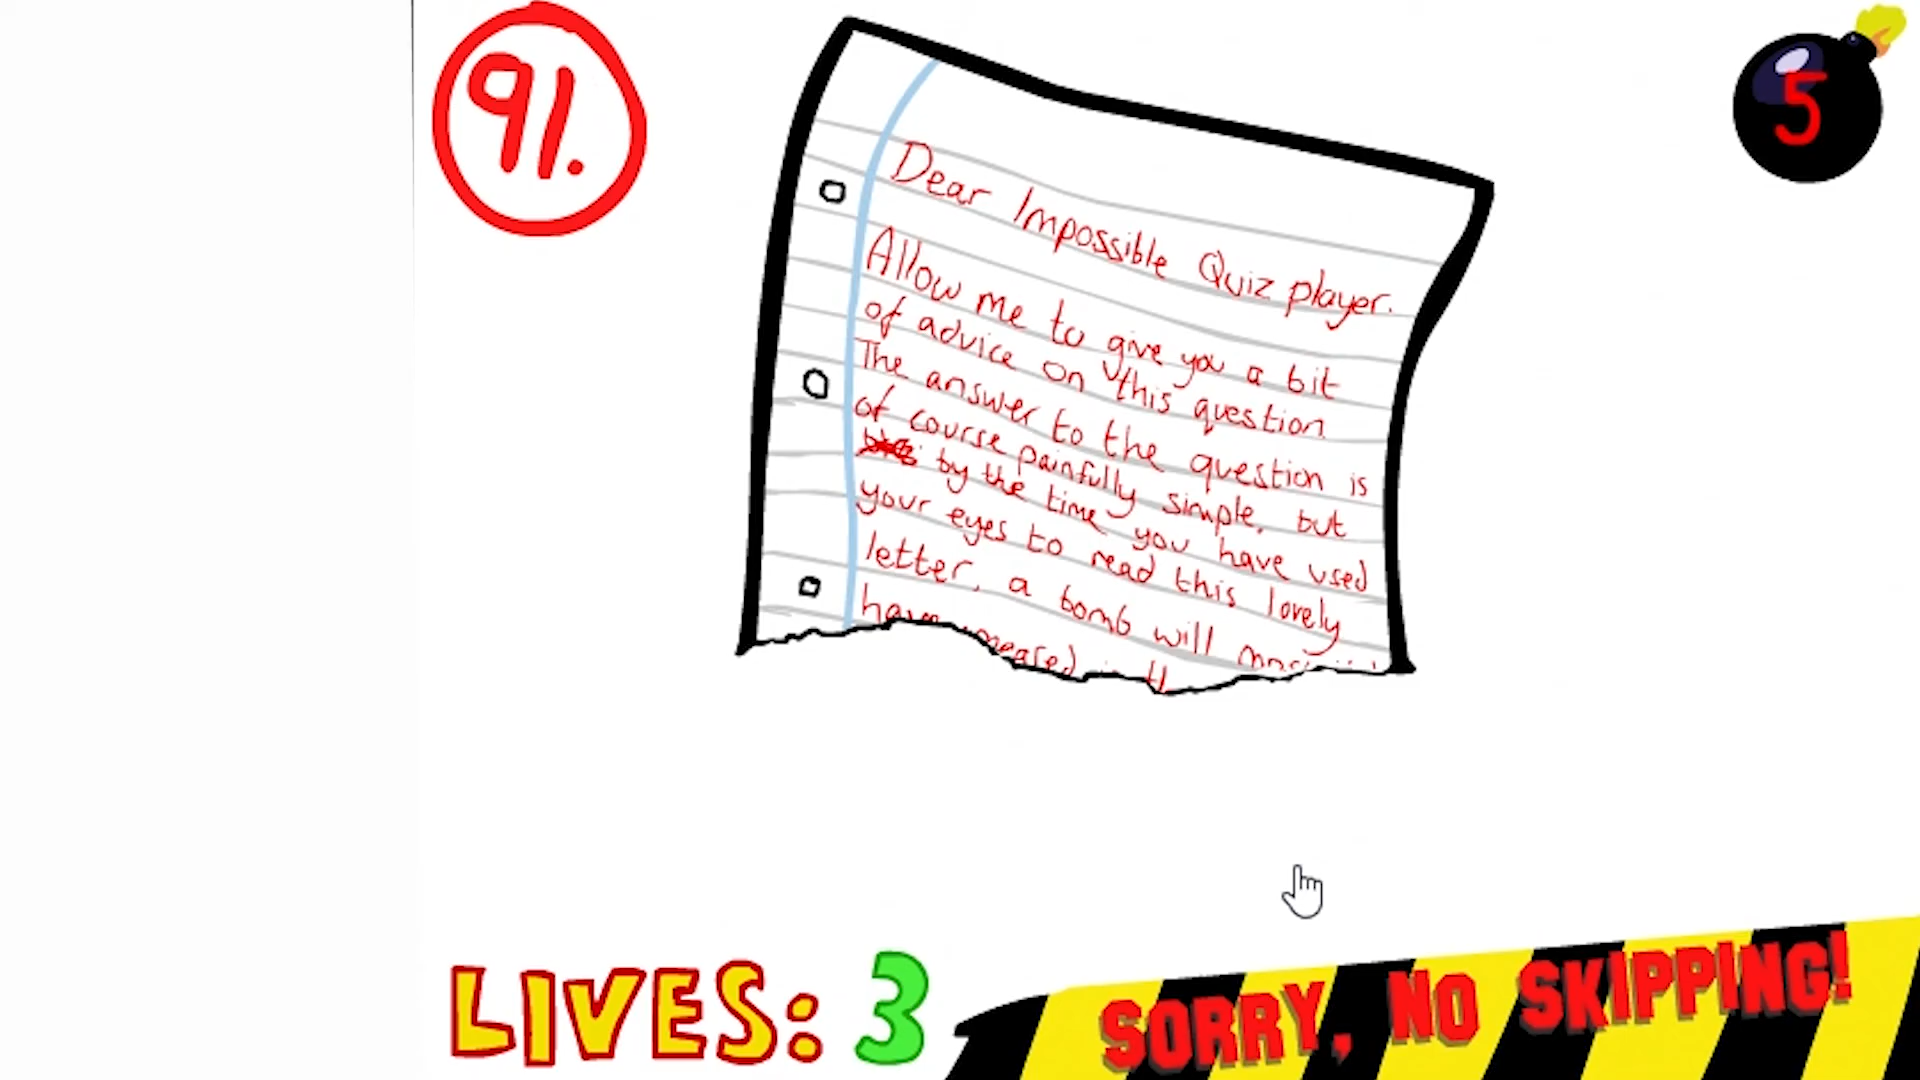 91.
5
Dear Impossible Quiz player.
Allow me to give you a bit
of advice on this question.
The answer to the question is
of course painfully simple, but
by the time you have used
your eyes to read this lovely
letter, a bomb will
have
LIVES: 3
SORRY, NO SKIPPING!